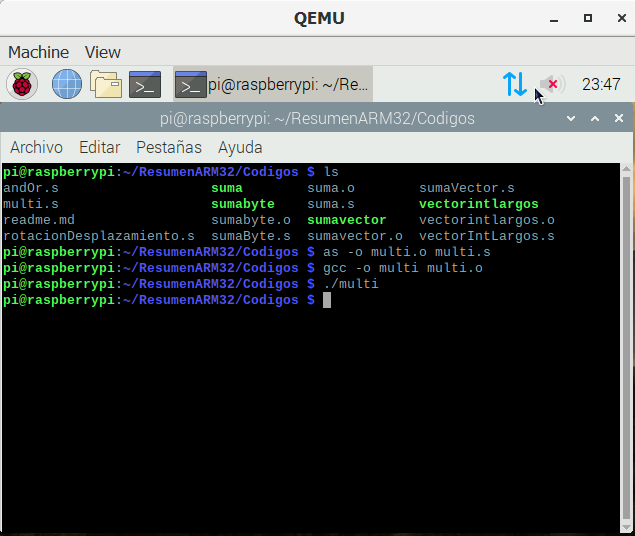 QEMU
Machine View
pi@raspberrypi: ~/Re... 23:47
pi@raspberrypi: ~/ResumenARM32/Codigos
Archivo Editar Pestañas Ayuda
pi@raspberrypi:~/ResumenARM32/Codigos $ ls
andOr.s suma suma.o sumaVector.s
multi.s sumabyte suma.s vectorintlargos
readme.md sumabyte.o sumavector vectorintlargos.o
rotacionDesplazamiento.s sumaByte.s sumavector.o vectorIntLargos.s
pi@raspberrypi:~/ResumenARM32/Codigos $ as -o multi.o multi.s
pi@raspberrypi:~/ResumenARM32/Codigos $ gcc -o multi multi.o
pi@raspberrypi:~/ResumenARM32/Codigos $ ./multi
pi@raspberrypi:~/ResumenARM32/Codigos $